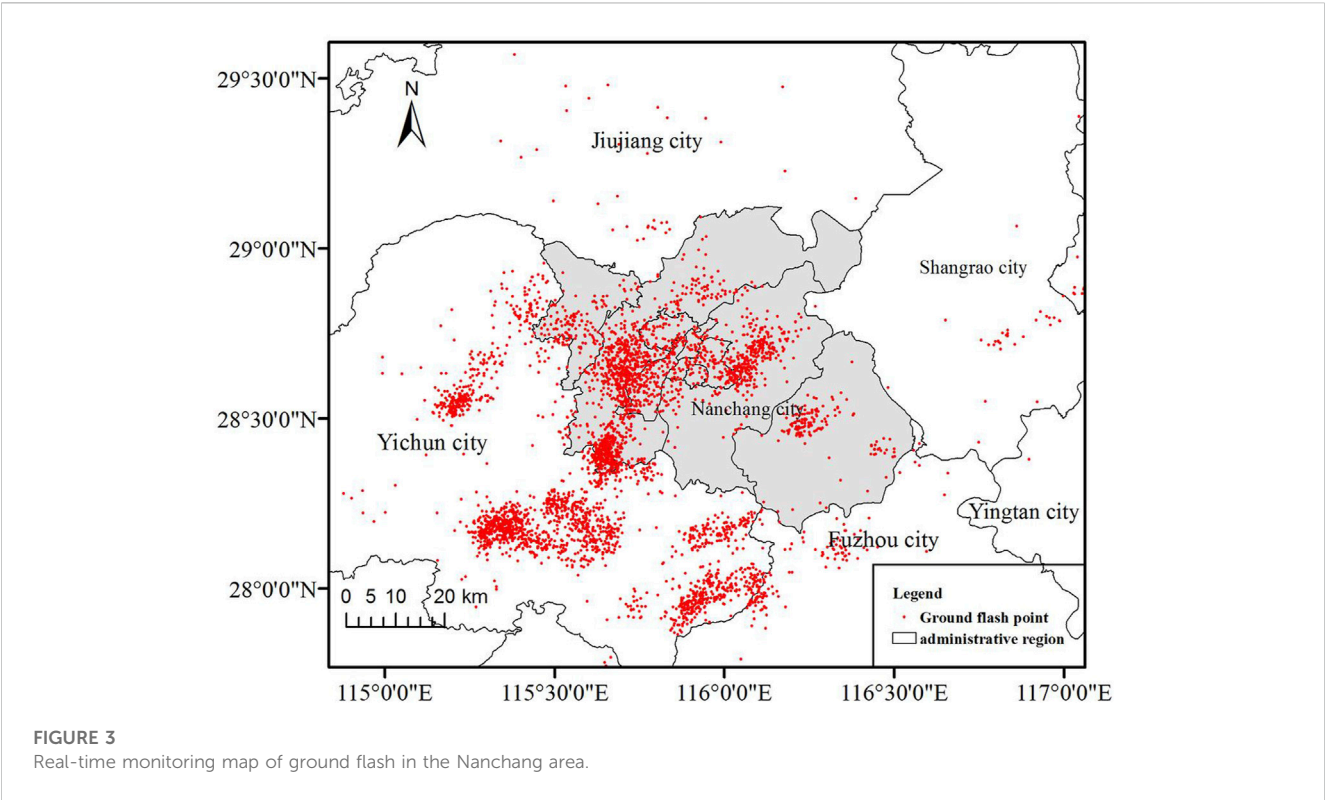 29°30'0"N
N
Jiujiang city
29°0'0"N
Shangrao city
Nanchang city
28°30'0"N
Yichun city
Yingtan city
Fuzhou city
28°0'0"N
0 5 10 20 km
Legend
Ground flash point
administrative region
115°0'0"E 115°30'0"E 116°0'0"E 116°30'0"E 117°0'0"E
FIGURE 3
Real-time monitoring map of ground flash in the Nanchang area.